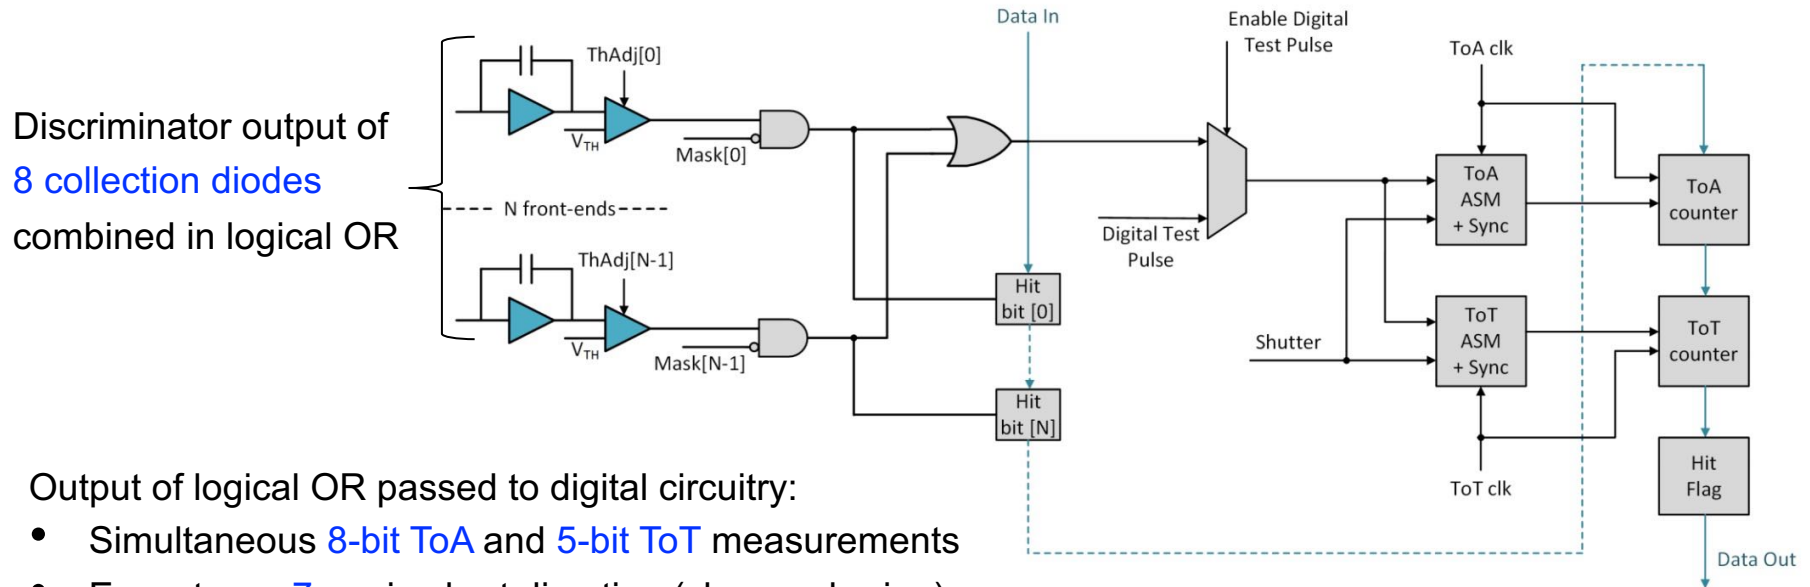 Data In
Enable Digital
Test Pulse
ToA clk
ThAdj[0]
V_TH
Mask[0]
Discriminator output of
8 collection diodes
combined in logical OR
N front-ends
ThAdj[N-1]
V_TH
Mask[N-1]
Digital Test
Pulse
Hit
bit [0]
Hit
bit [N]
Shutter
ToA
ASM
+ Sync
ToA
counter
ToT
ASM
+ Sync
ToT
counter
ToT clk
Hit
Flag
Data Out
Output of logical OR passed to digital circuitry:
• Simultaneous 8-bit ToA and 5-bit ToT measurements